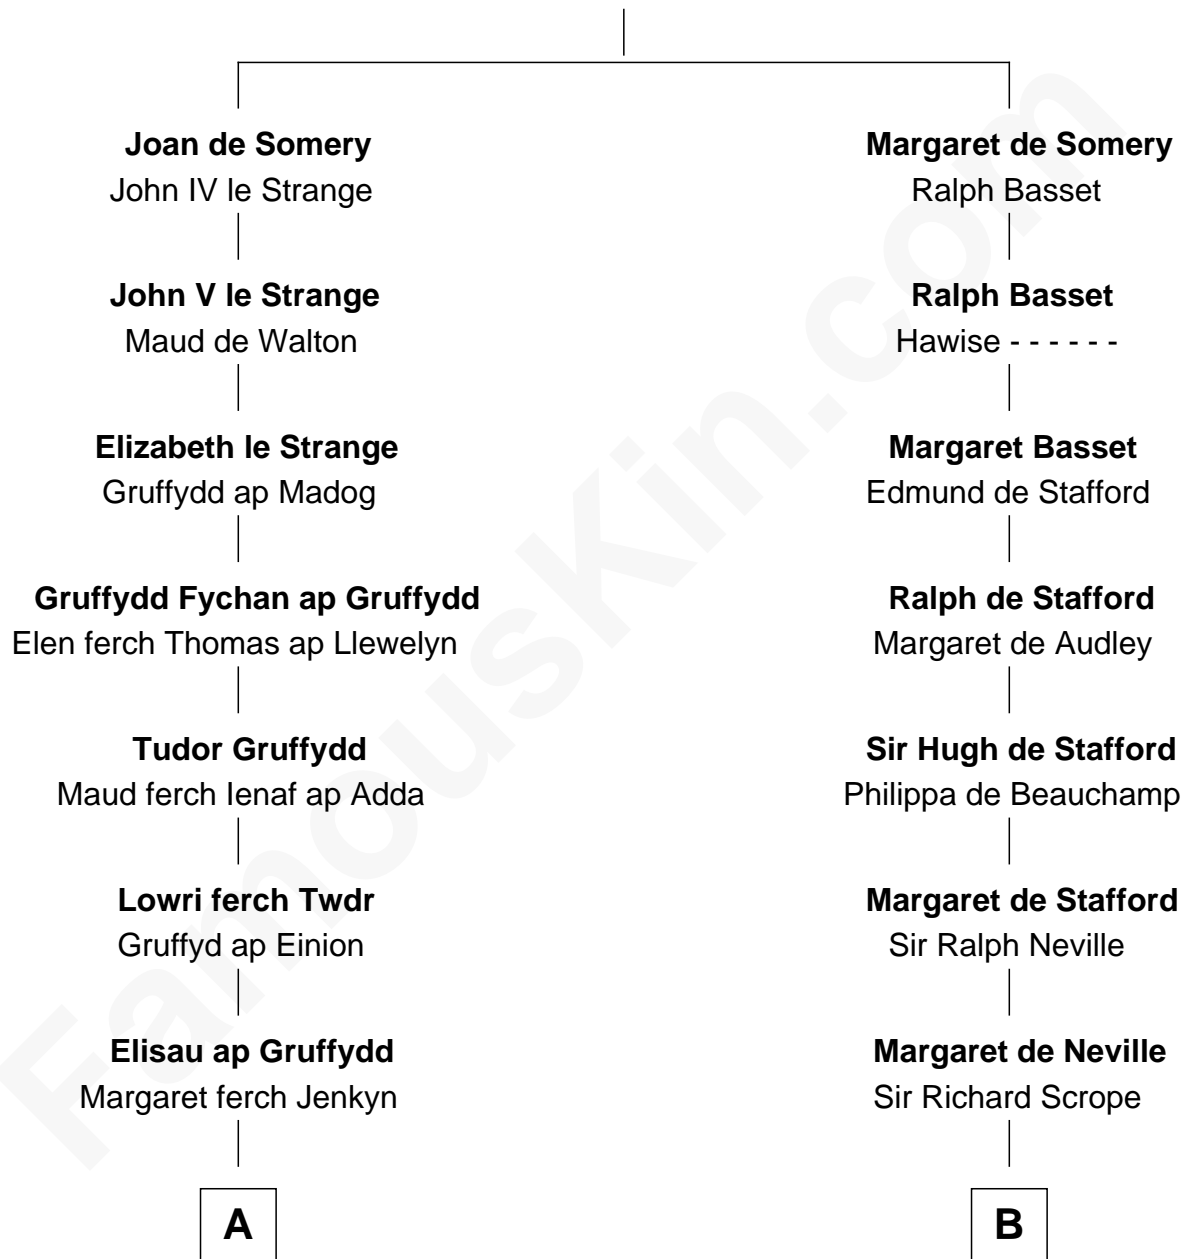 Joan de Somery
John IV le Strange
John V le Strange
Maud de Walton
Elizabeth le Strange
Gruffydd ap Madog
Gruffydd Fychan ap Gruffydd
Elen ferch Thomas ap Llewelyn
Tudor Gruffydd
Maud ferch Ienaf ap Adda
Lowri ferch Twdr
Gruffyd ap Einion
Elisau ap Gruffydd
Margaret ferch Jenkyn
A
Margaret de Somery
Ralph Basset
Ralph Basset
Hawise - - - - - -
Margaret Basset
Edmund de Stafford
Ralph de Stafford
Margaret de Audley
Sir Hugh de Stafford
Philippa de Beauchamp
Margaret de Stafford
Sir Ralph Neville
Margaret de Neville
Sir Richard Scrope
B
FamousKin.com